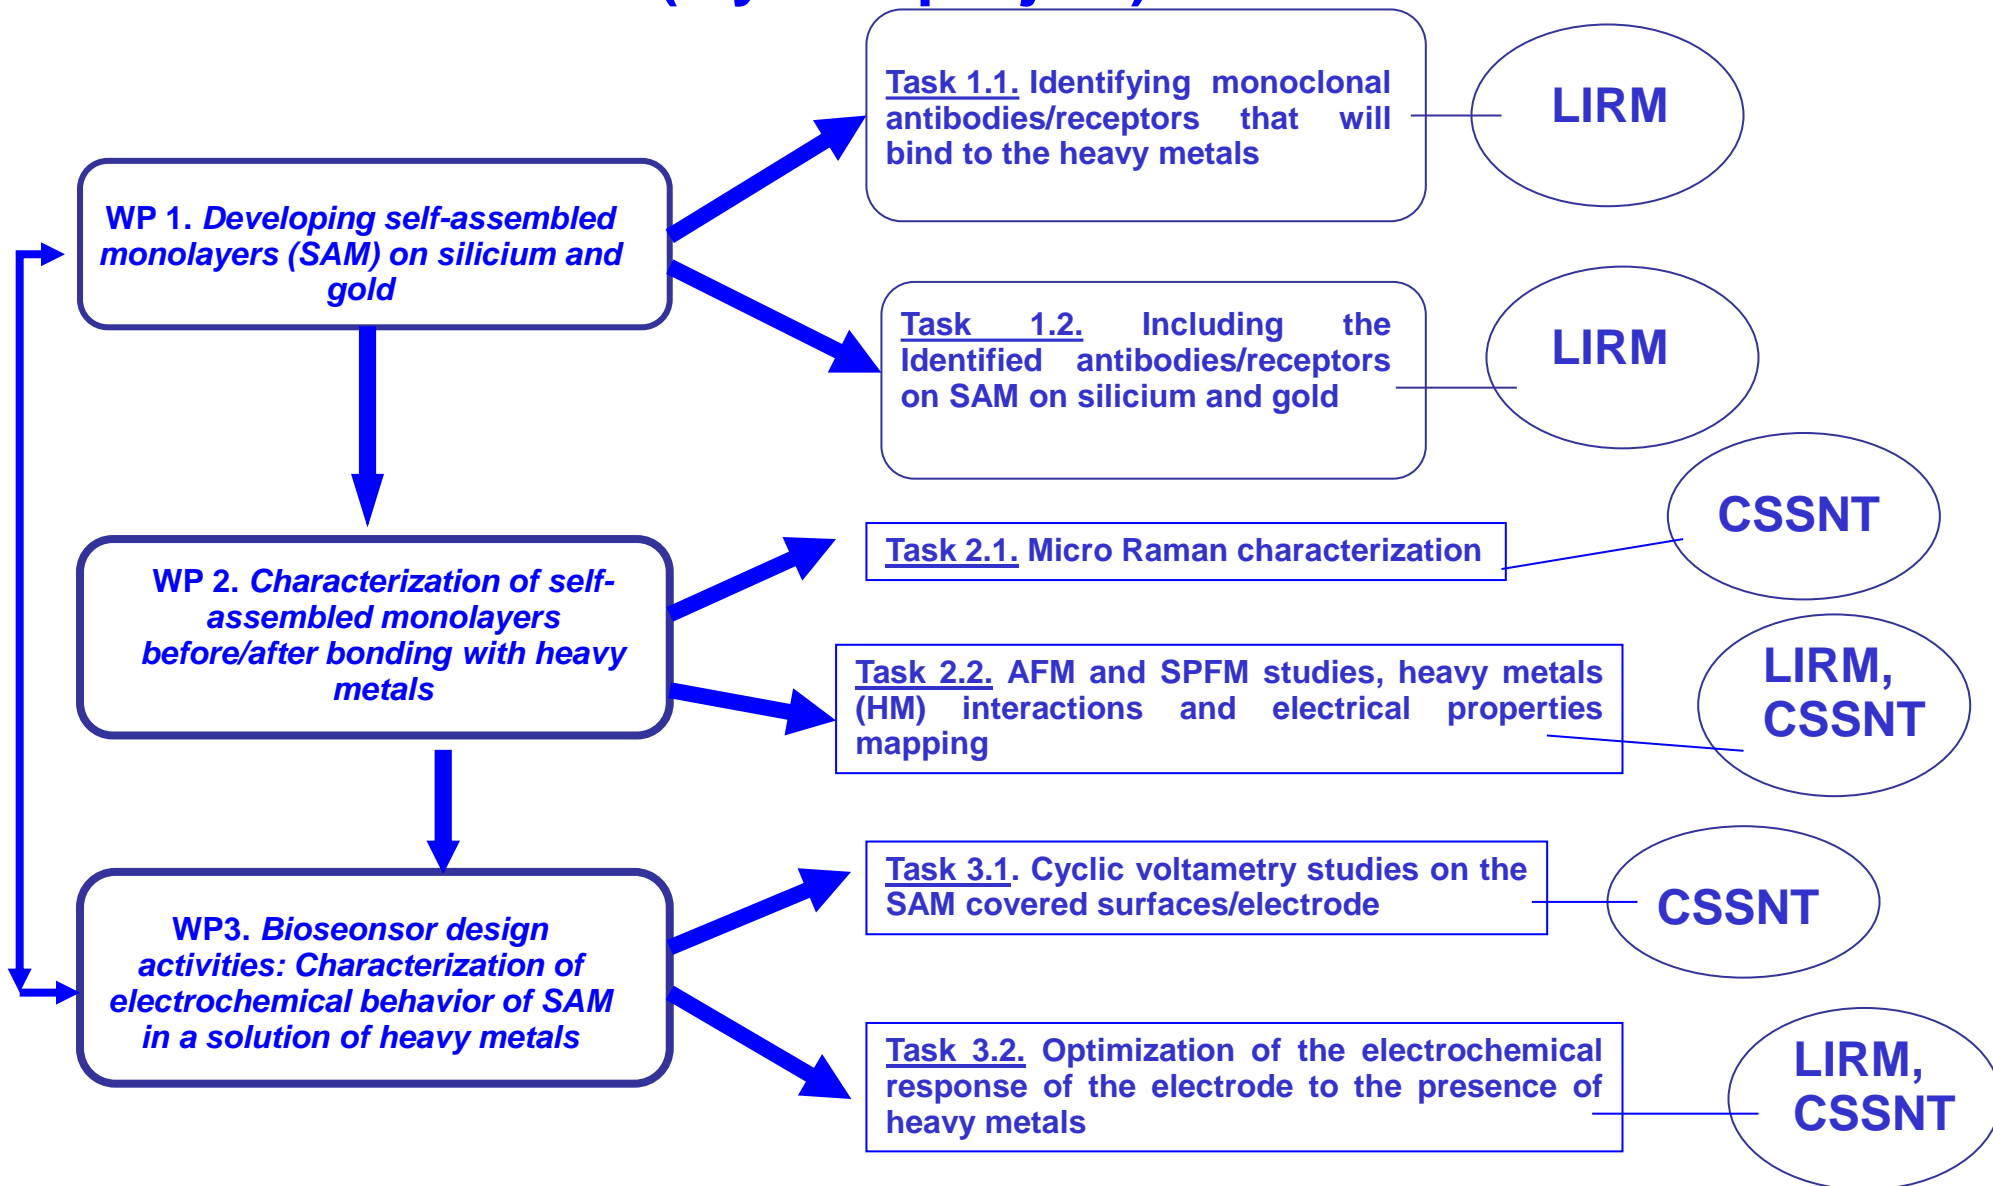 Task 1.1. Identifying monoclonal
antibodies/receptors that will
bind to the heavy metals
LIRM
WP 1. Developing self-assembled
monolayers (SAM) on silicium and
gold
Task 1.2. Including the
Identified antibodies/receptors
on SAM on silicium and gold
LIRM
CSSNT
Task 2.1. Micro Raman characterization
WP 2. Characterization of self-
assembled monolayers
before/after bonding with heavy
metals
Task 2.2. AFM and SPFM studies, heavy metals
(HM) interactions and electrical properties
mapping
LIRM,
CSSNT
Task 3.1. Cyclic voltametry studies on the
SAM covered surfaces/electrode
CSSNT
WP3. Bioseonsor design
activities: Characterization of
electrochemical behavior of SAM
in a solution of heavy metals
Task 3.2. Optimization of the electrochemical
response of the electrode to the presence of
heavy metals
LIRM,
CSSNT